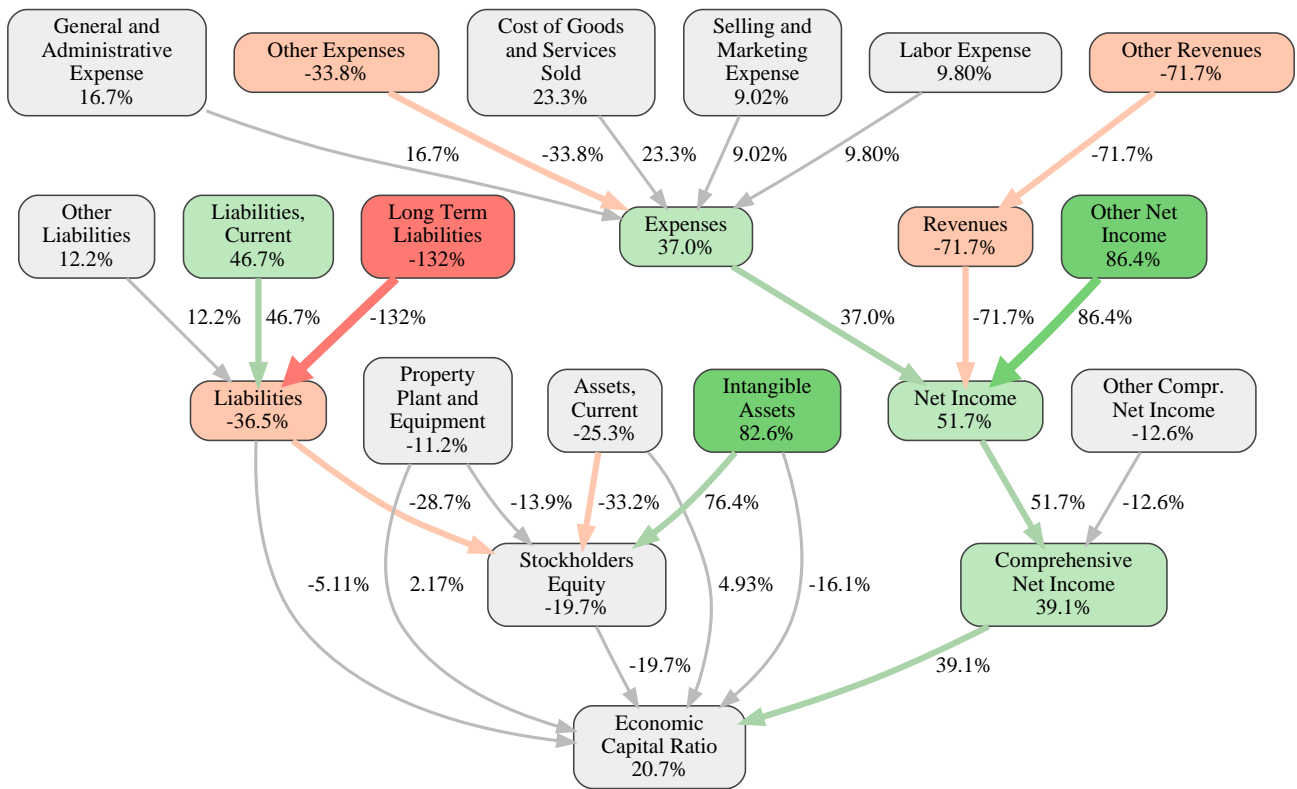 General and
Administrative
Expense
16.7%
Other Expenses
-33.8%
Cost of Goods
and Services
Sold
23.3%
Selling and
Marketing
Expense
9.02%
Labor Expense
9.80%
Other Revenues
-71.7%
16.7%
-33.8%
23.3%
9.02%
9.80%
-71.7%
Other
Liabilities
12.2%
Liabilities,
Current
46.7%
Long Term
Liabilities
-132%
Expenses
37.0%
Revenues
-71.7%
Other Net
Income
86.4%
12.2%
46.7%
-132%
37.0%
-71.7%
86.4%
Liabilities
-36.5%
Property
Plant and
Equipment
-11.2%
Assets,
Current
-25.3%
Intangible
Assets
82.6%
Net Income
51.7%
Other Compr.
Net Income
-12.6%
-28.7%
-13.9%
-33.2%
76.4%
51.7%
-12.6%
Stockholders
Equity
-19.7%
Comprehensive
Net Income
39.1%
-5.11%
2.17%
4.93%
-16.1%
-19.7%
39.1%
Economic
Capital Ratio
20.7%